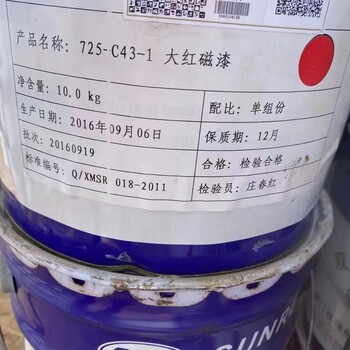 产品名称: 725-C43-1 大红磁漆
净含量: 10.0 kg
配比: 单组份
生产日期: 2016年09月06日
保质期: 12月
批次: 20160919
合格: 检验合格
标准编号: Q/XMSR 018-2011
检验员: 庄春红
SUNRU